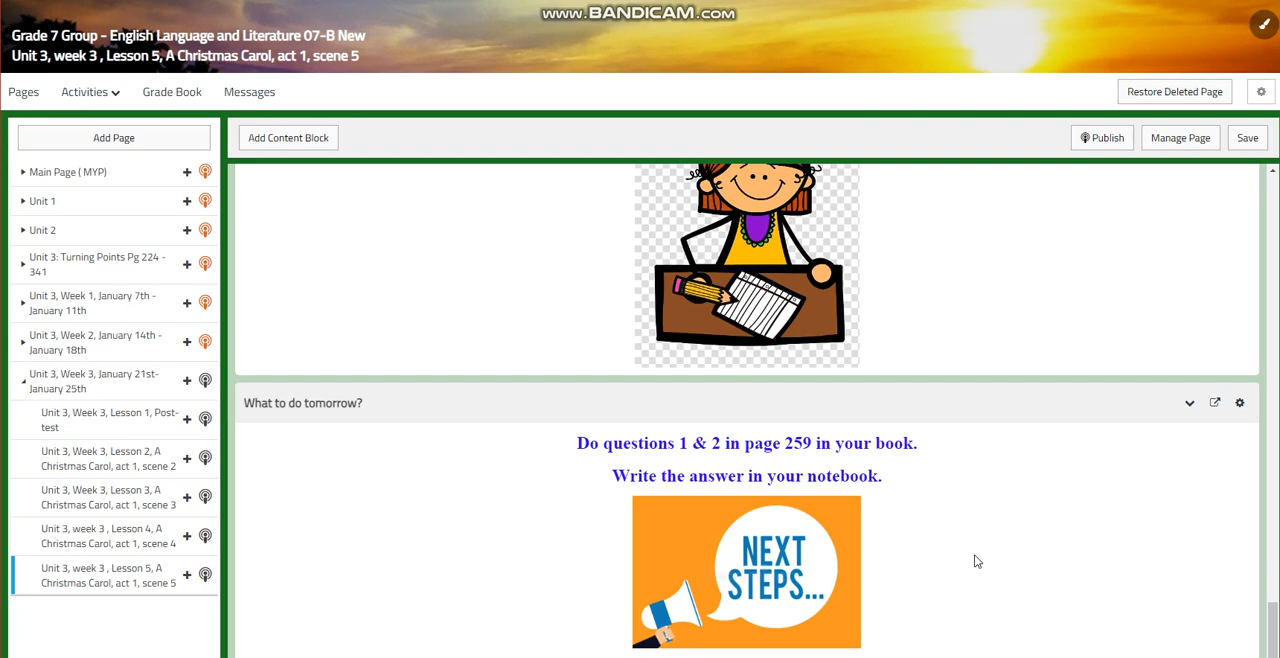 www.BANDICAM.com
Grade 7 Group - English Language and Literature 07-B New
Unit 3, week 3 , Lesson 5, A Christmas Carol, act 1, scene 5
Pages Activities Grade Book Messages Restore Deleted Page
Add Page
Add Content Block Publish Manage Page Save
Main Page ( MYP)
Unit 1
Unit 2
Unit 3: Turning Points Pg 224 -
341
Unit 3, Week 1, January 7th -
January 11th
Unit 3, Week 2, January 14th -
January 18th
Unit 3, Week 3, January 21st-
January 25th
Unit 3, Week 3, Lesson 1, Post-
test
Unit 3, Week 3, Lesson 2, A
Christmas Carol, act 1, scene 2
Unit 3, Week 3, Lesson 3, A
Christmas Carol, act 1, scene 3
Unit 3, week 3 , Lesson 4, A
Christmas Carol, act 1, scene 4
Unit 3, week 3 , Lesson 5, A
Christmas Carol, act 1, scene 5
What to do tomorrow?
Do questions 1 & 2 in page 259 in your book.
Write the answer in your notebook.
NEXT
STEPS...